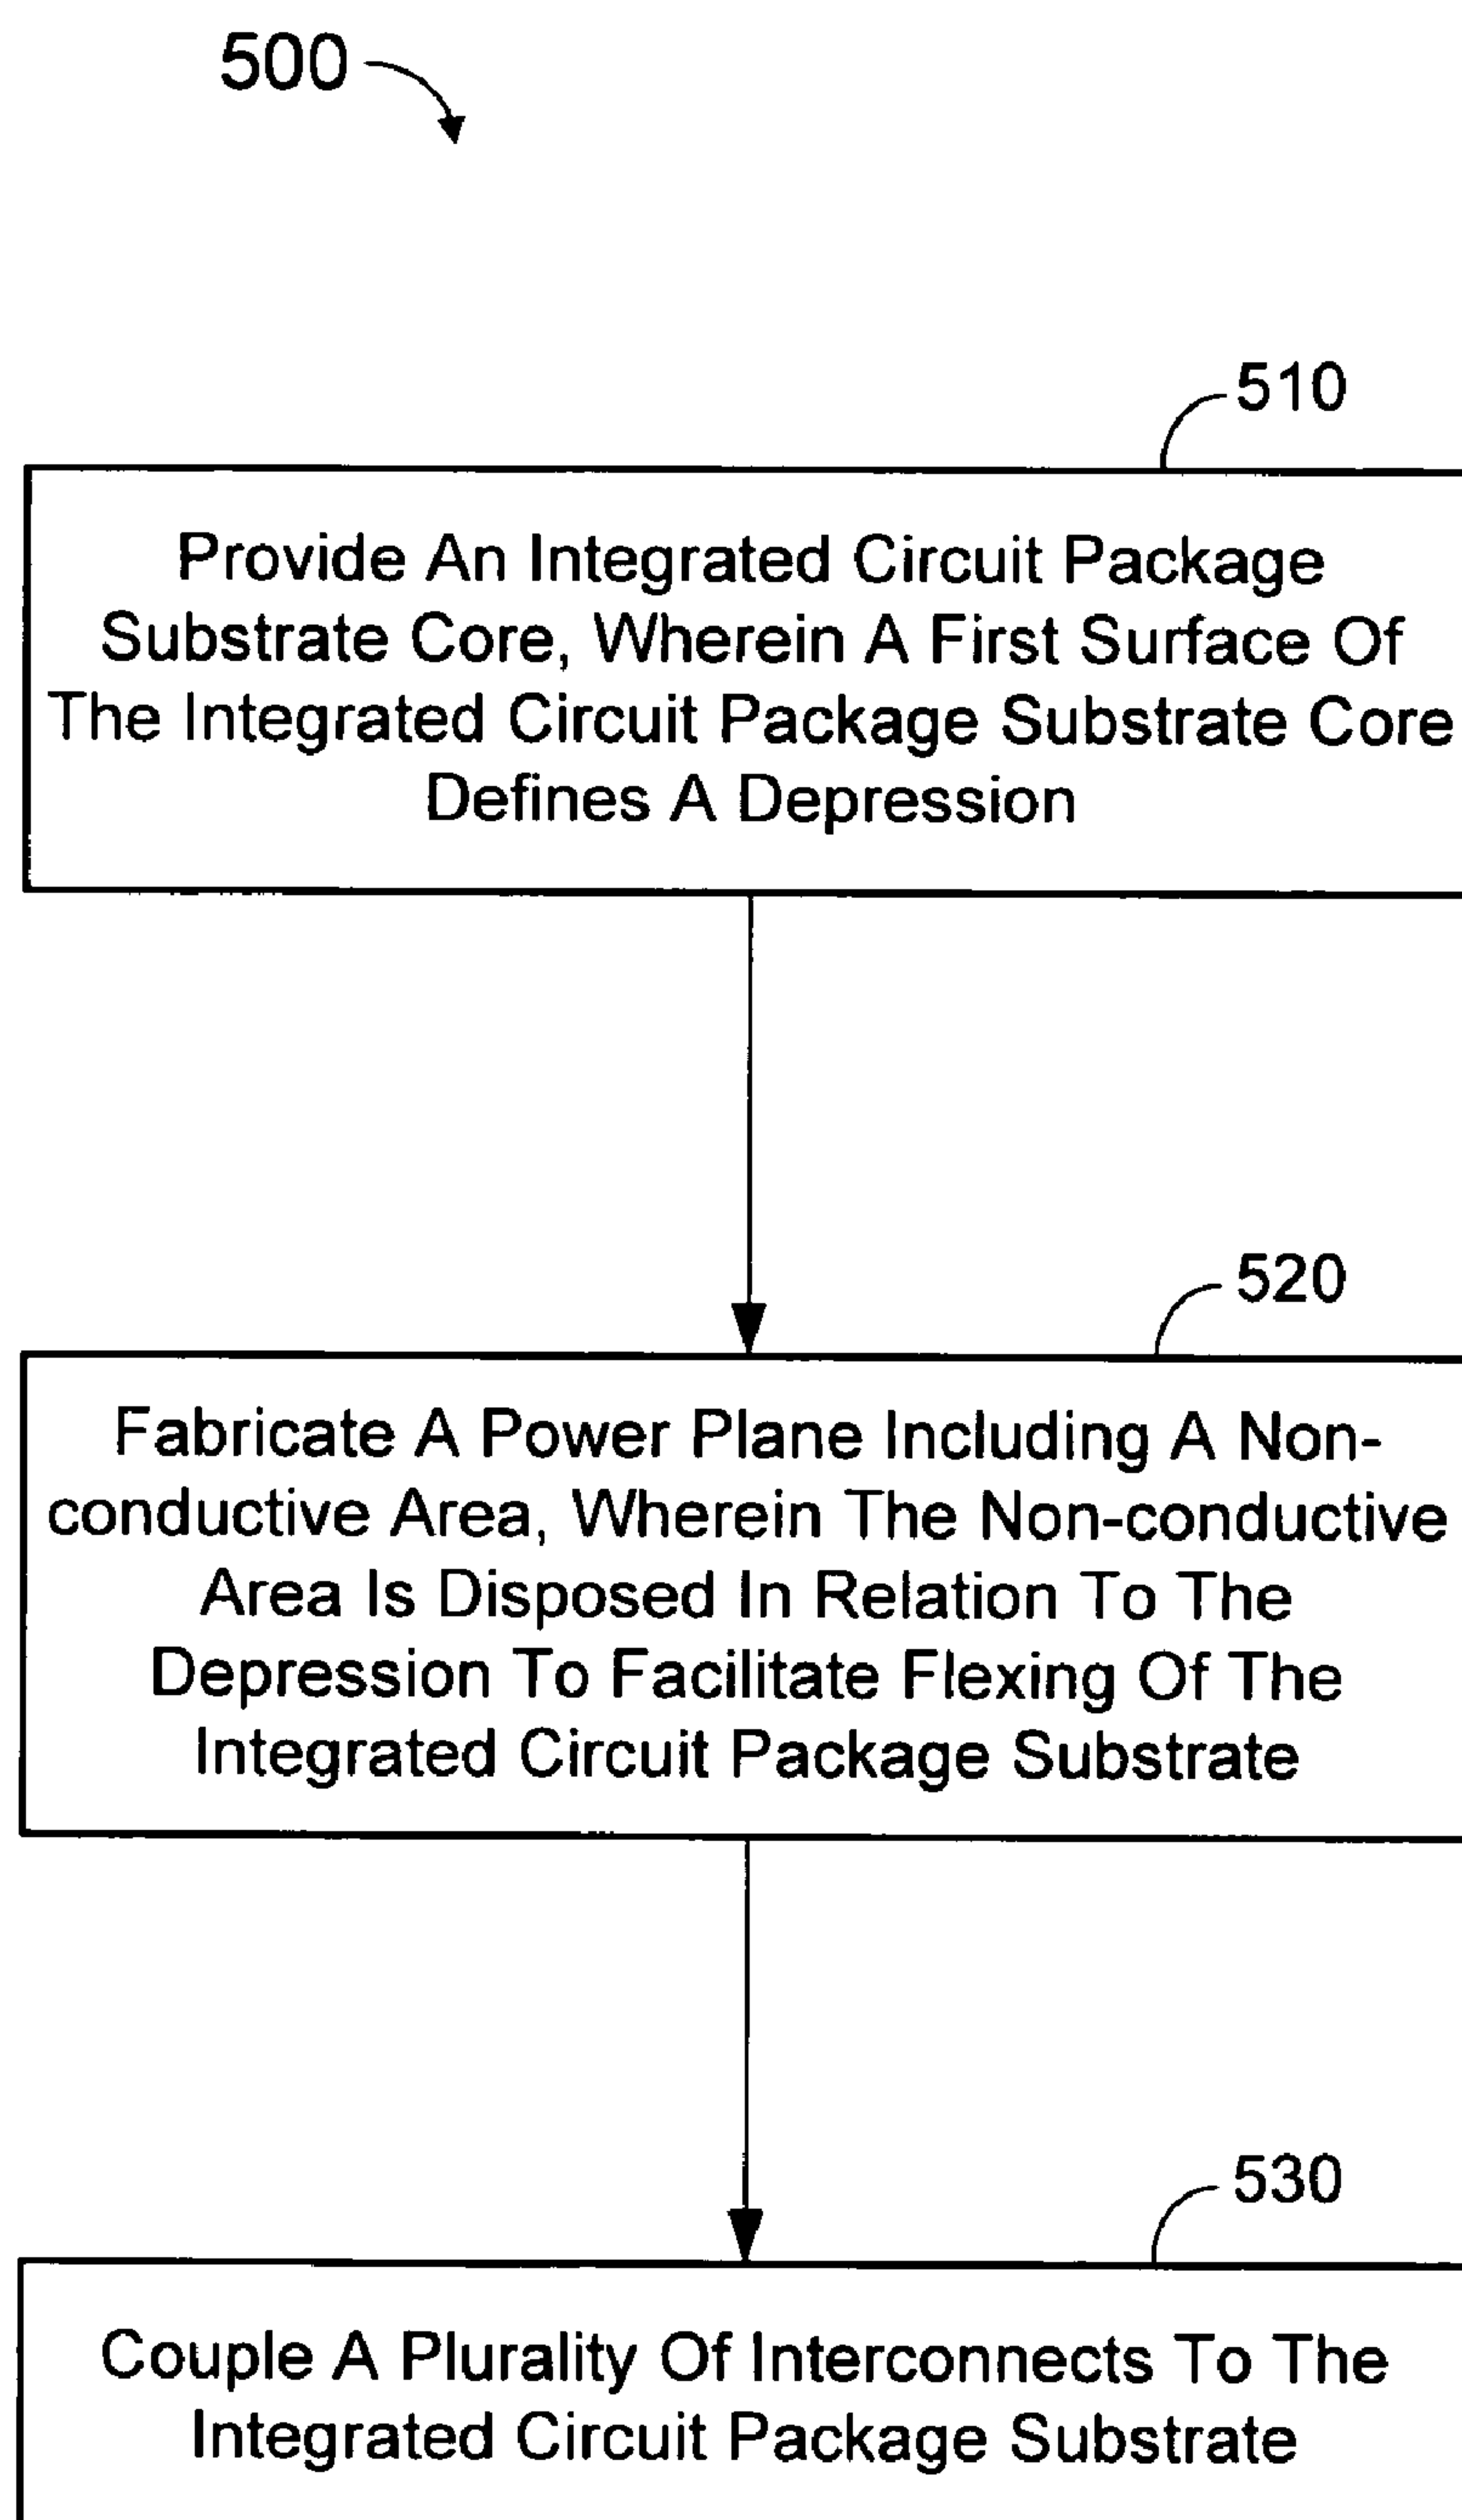 500
510
Provide An Integrated Circuit Package
Substrate Core, Wherein A First Surface Of
The Integrated Circuit Package Substrate Core
Defines A Depression
520
Fabricate A Power Plane Including A Non-
conductive Area, Wherein The Non-conductive
Area Is Disposed In Relation To The
Depression To Facilitate Flexing Of The
Integrated Circuit Package Substrate
530
Couple A Plurality Of Interconnects To The
Integrated Circuit Package Substrate